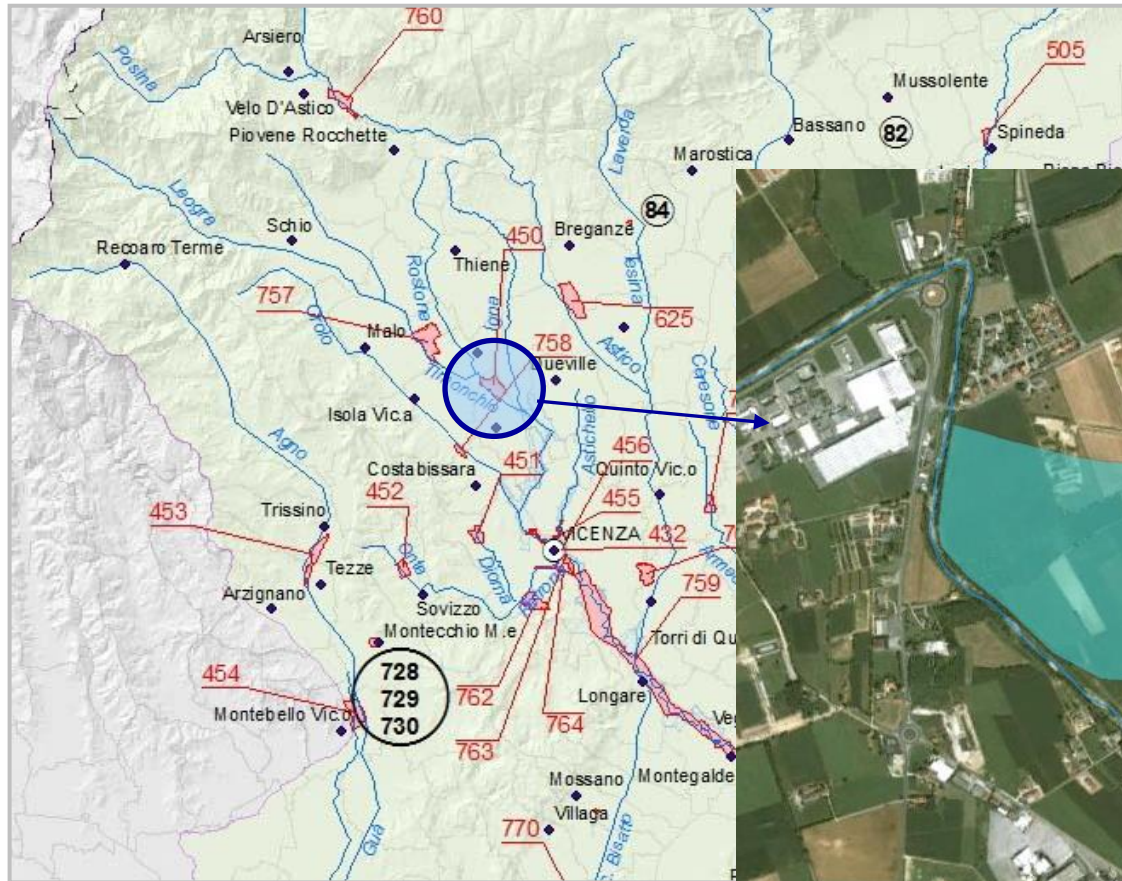 760
Arsiero
505
Posina
Mussolente
Velo D'Astico
Laverda
Bassano
82
Spineda
Piovene Rocchette
Marostica
Leogra
84
Schio
450
Breganze
Recoaro Terme
Thiene
Rostone
Tesina
757
Orolo
Igna
625
Malo
758
Astico
Dueville
Timonchio
Ceresone
Isola Vic.a
Astichello
Agno
456
451
Quinto Vic.o
Costabissara
452
455
453
Trissino
VICENZA
432
Onte
Tezze
Dioma
759
Arzignano
Sovizzo
Montecchio M.e
Torri di Qu
728
454
729
762
Longare
Montebello Vic.o
730
764
763
Montegalde
Mossano
Villaga
770
Guà
Bisatto